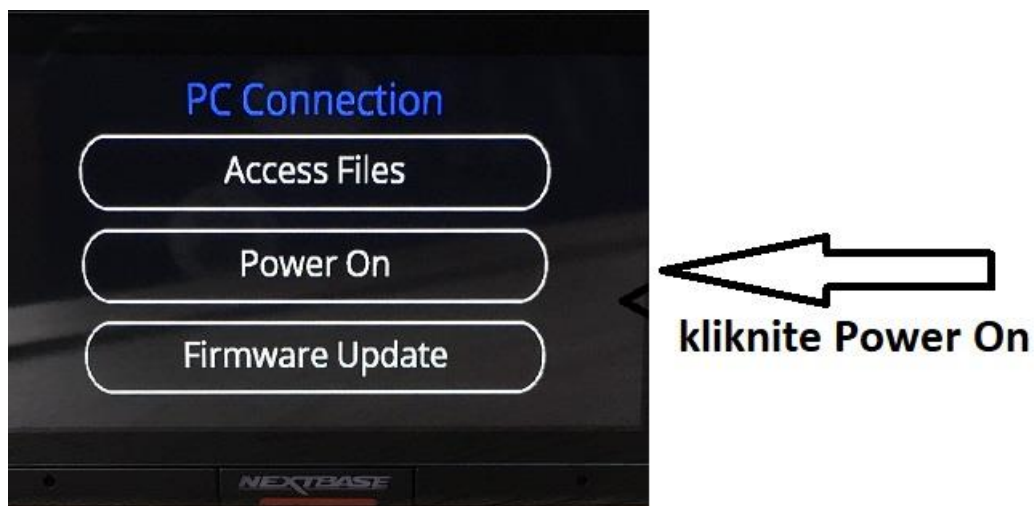 PC Connection
Access Files
Power On
kliknite Power On
Firmware Update
NEXTBASE